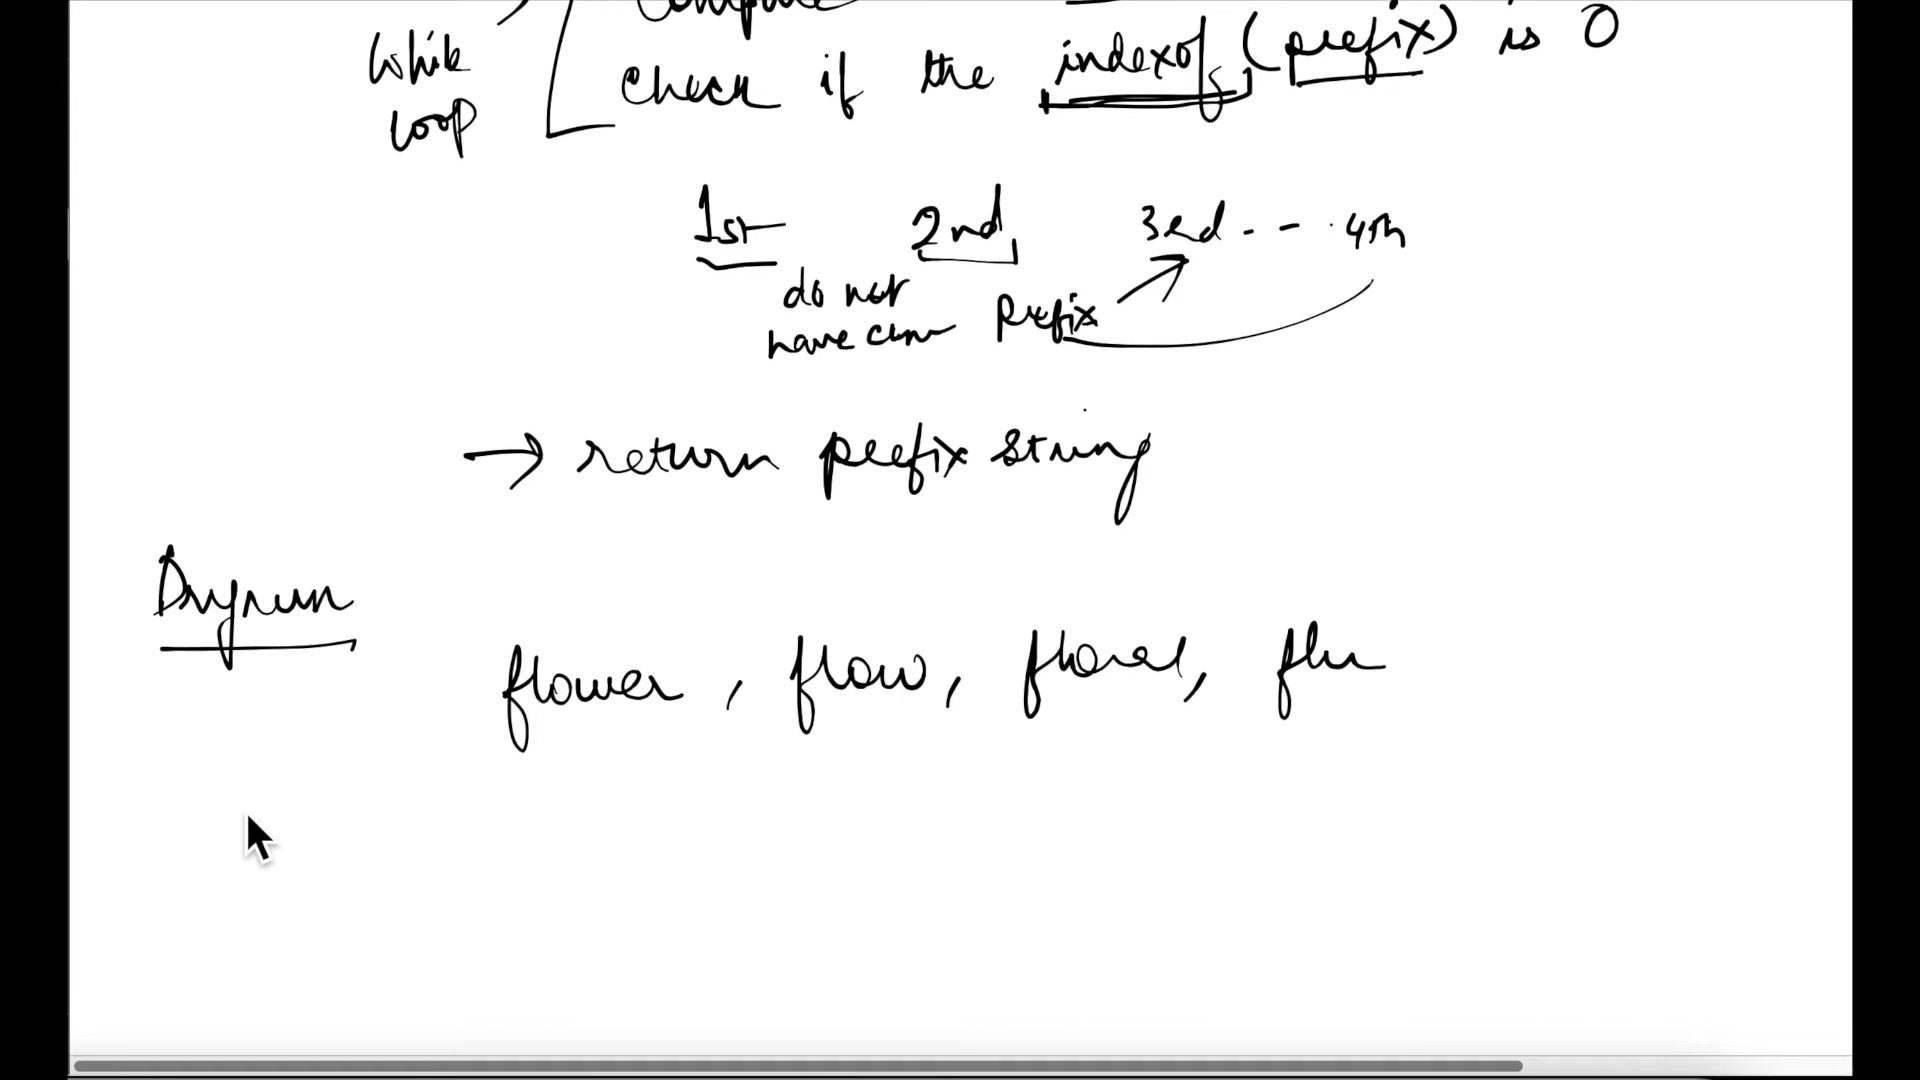 while
loop
Compare
check if the indexof (prefix) is 0
1st 2nd 3rd - - . 4th
do not
have Prefix
→ return prefix string
Dryrun
flower, flow, floral, flu